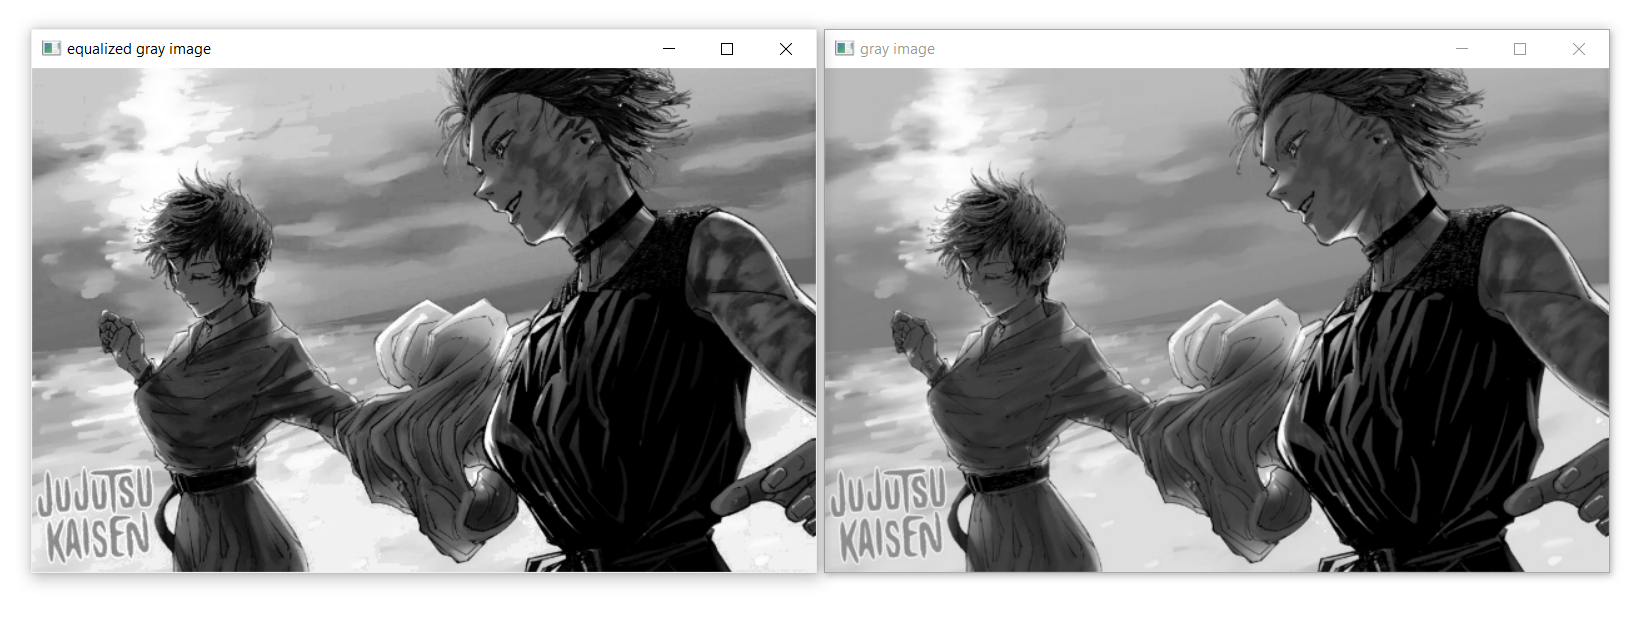 equalized gray image
gray image
JUJUTSU
KAISEN
JUJUTSU
KAISEN